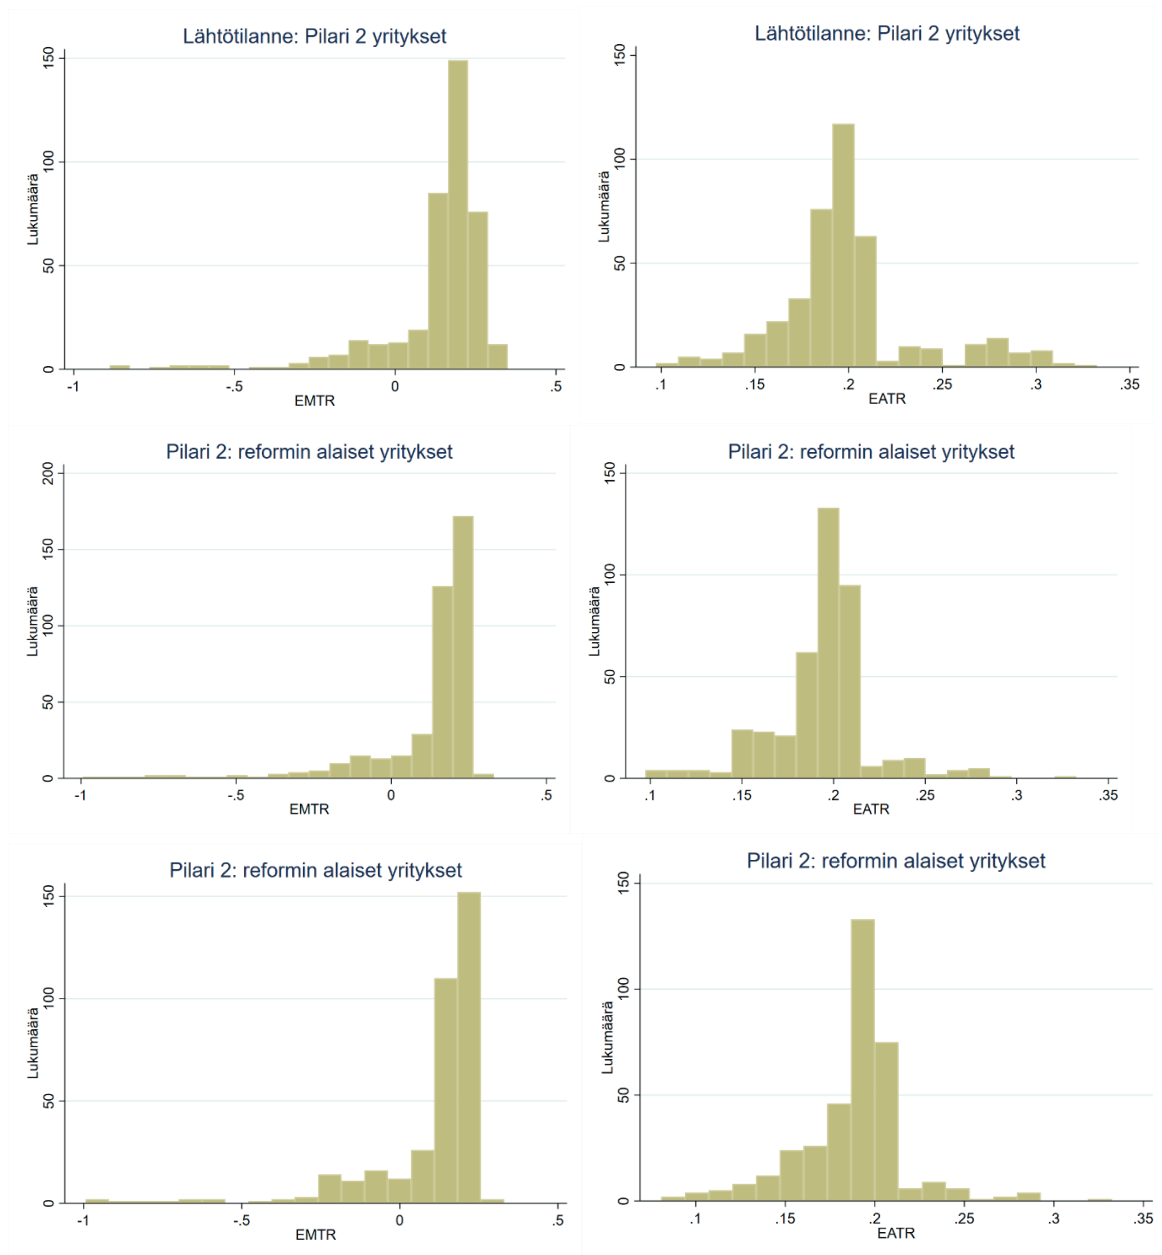 Lähtötilanne: Pilari 2 yritykset
Lukumäärä
150
100
50
0
-1 -.5 0 .5
EMTR
Lähtötilanne: Pilari 2 yritykset
Lukumäärä
150
100
50
0
.1 .15 .2 .25 .3 .35
EATR
Pilari 2: reformin alaiset yritykset
Lukumäärä
200
150
100
50
0
-1 -.5 0 .5
EMTR
Pilari 2: reformin alaiset yritykset
Lukumäärä
150
100
50
0
.1 .15 .2 .25 .3 .35
EATR
Pilari 2: reformin alaiset yritykset
Lukumäärä
150
100
50
0
-1 -.5 0 .5
EMTR
Pilari 2: reformin alaiset yritykset
Lukumäärä
150
100
50
0
.1 .15 .2 .25 .3 .35
EATR